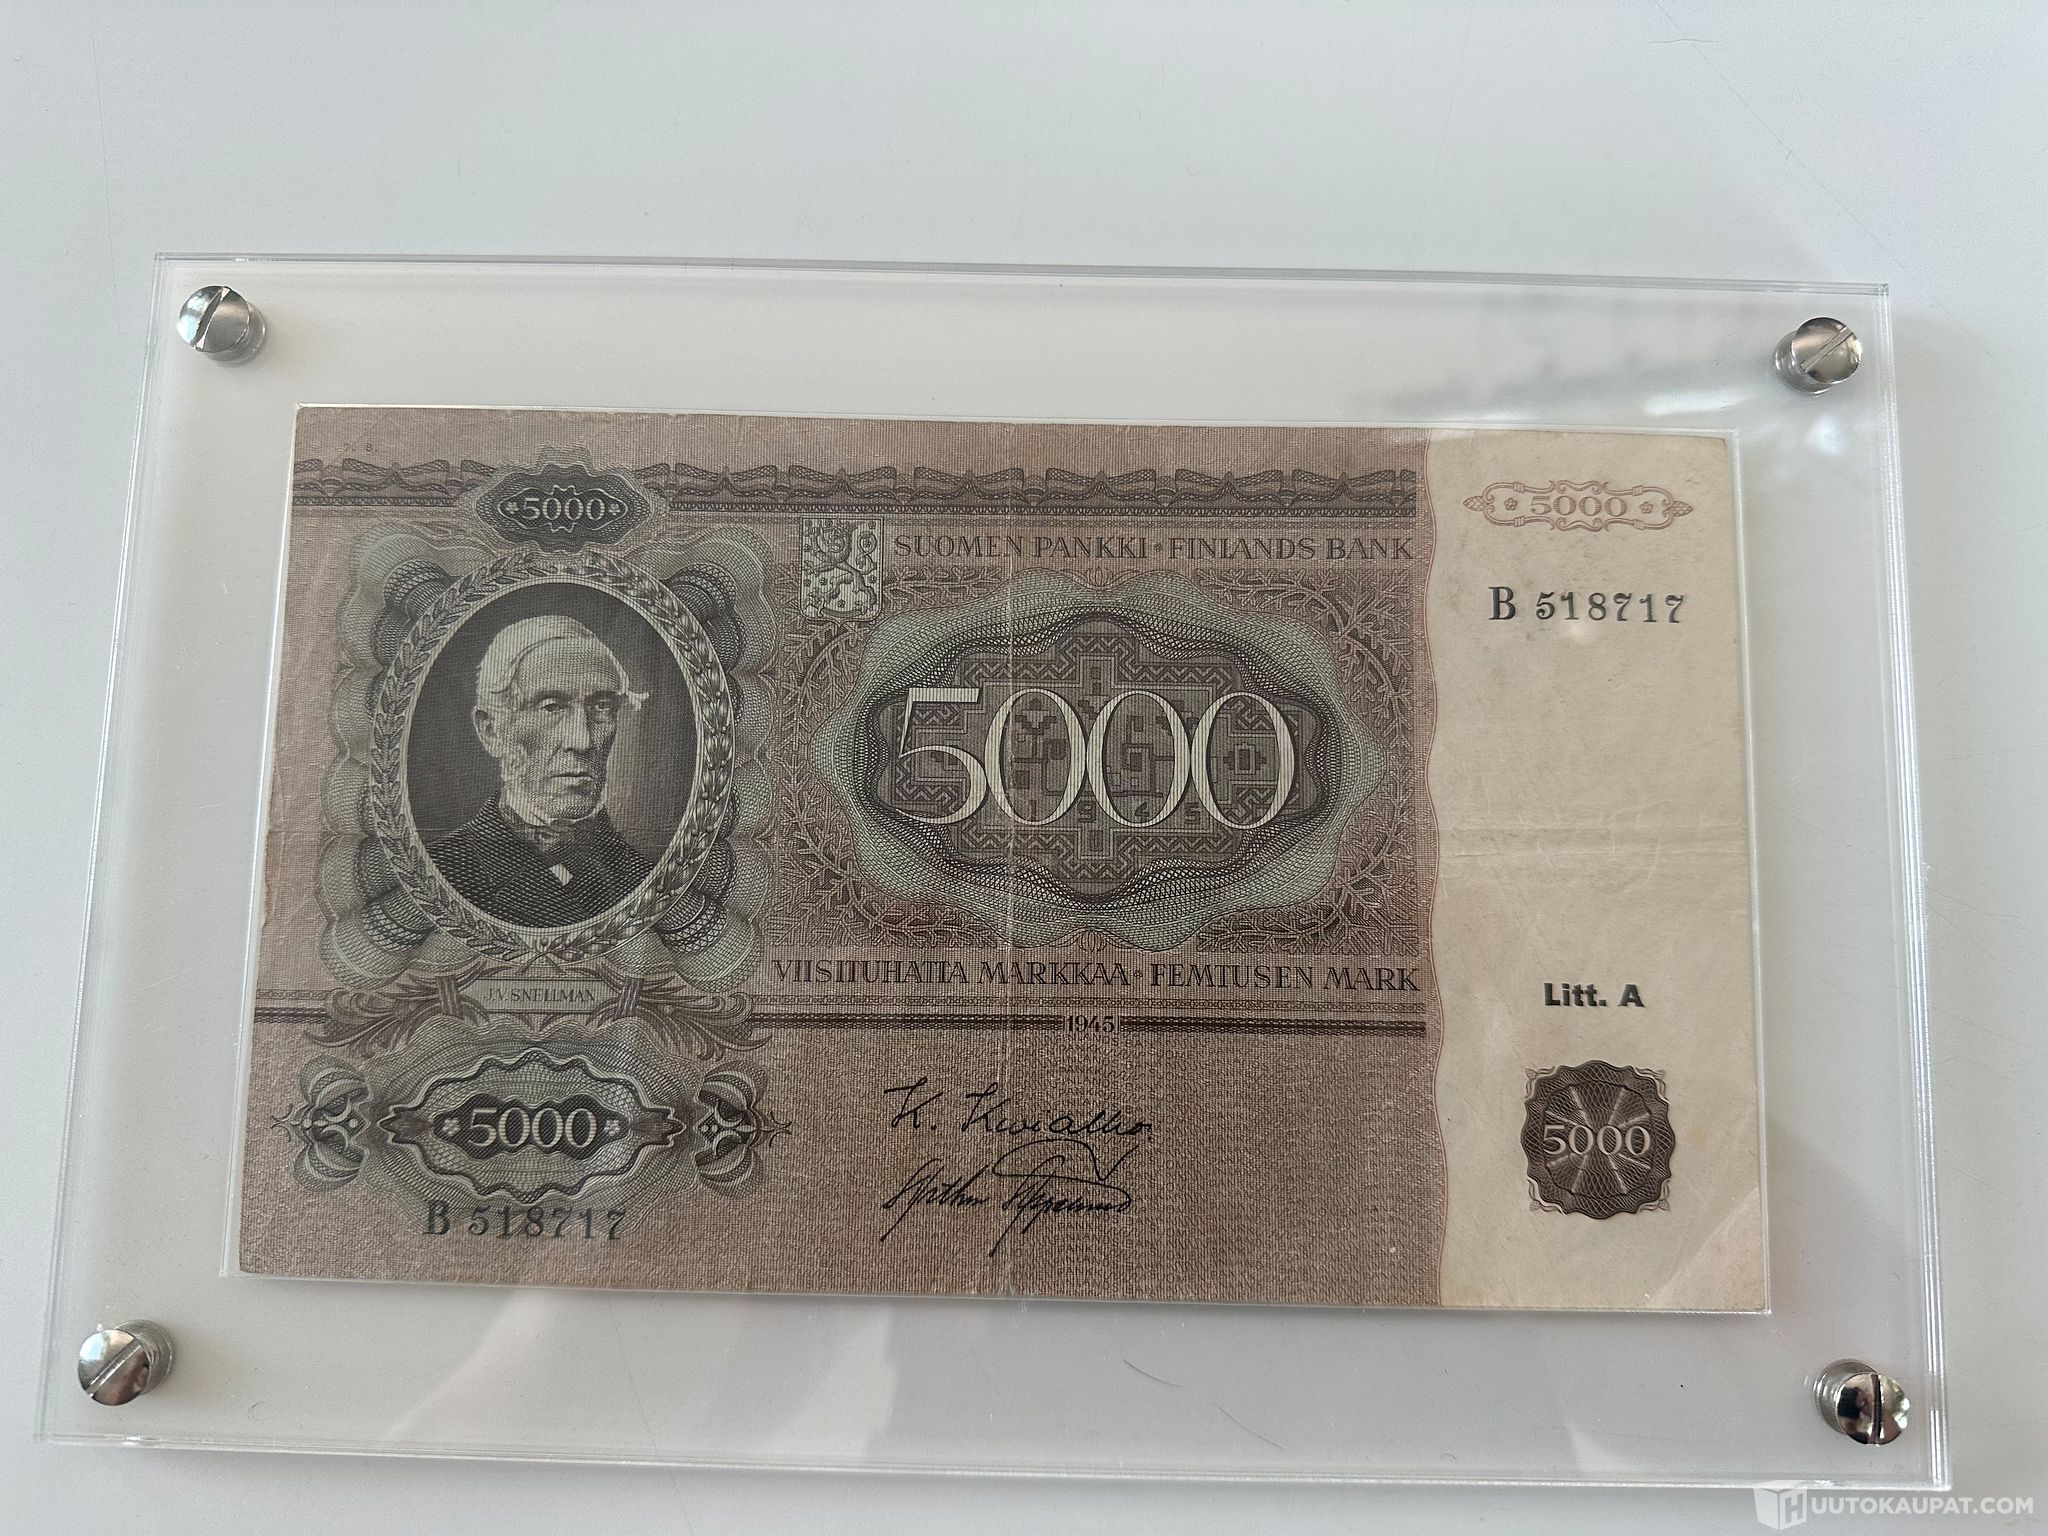 5000
5000
SUOMEN PANKKI · FINLANDS BANK
B 518717
5000
1945
VIISITUHATTA MARKKAA · FEMTUSEN MARK
J.V. SNELLMAN
Litt. A
1945
5000
5000
B 518717
HUUTOKAUPAT.COM